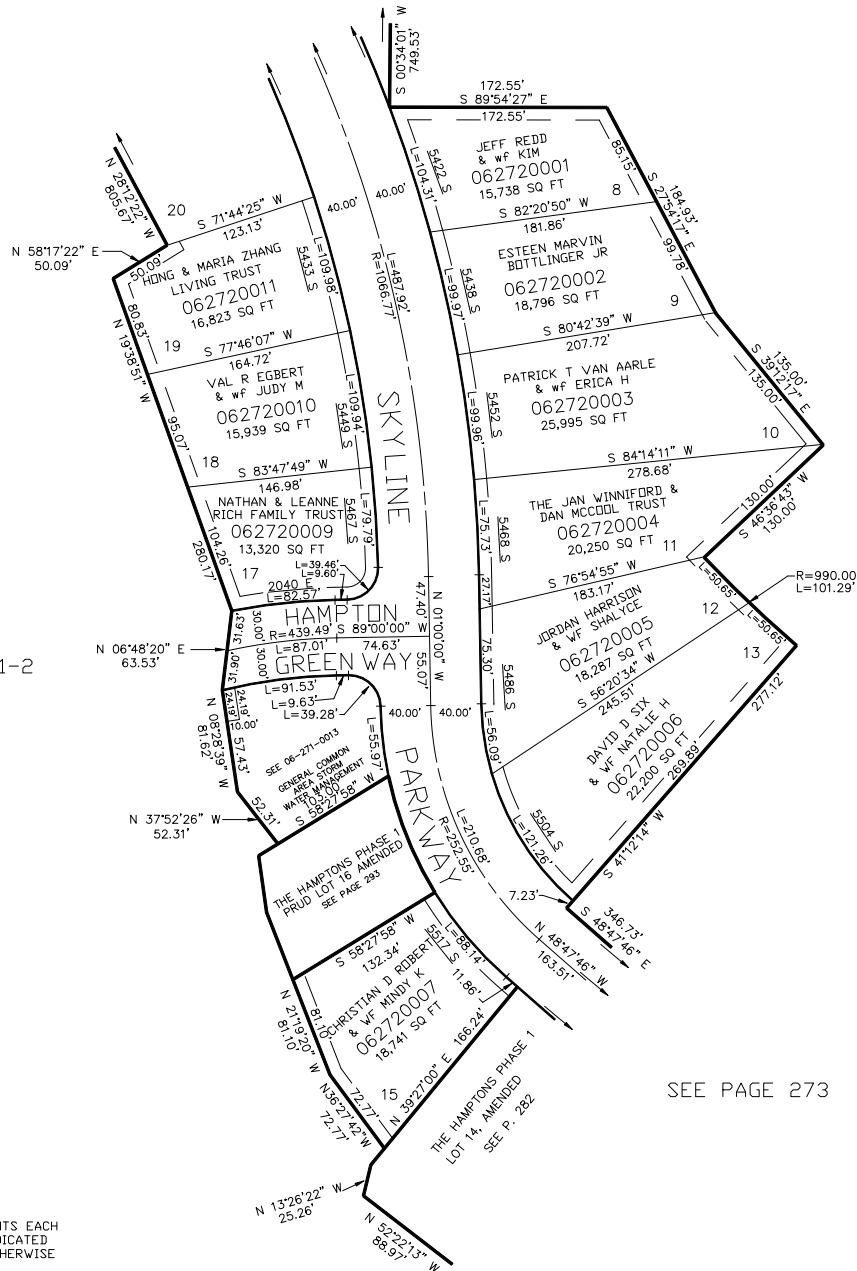 S 00°34'01" W
749.53'
172.55'
S 89°54'27" E
172.55'
JEFF REDD
& wf KIM
062720001
15,738 SQ FT
8
85.15'
184.93'
S 27°54'17" E
99.78'
5422 S
L=104.31'
S 82°20'50" W
181.86'
ESTEEN MARVIN
BOTTLINGER JR
062720002
18,796 SQ FT
9
5438 S
L=99.97'
S 80°42'39" W
207.72'
PATRICK T VAN AARLE
& wf ERICA H
062720003
25,995 SQ FT
10
135.00'
S 39°12'17" E
135.00'
5452 S
L=99.96'
S 84°14'11" W
278.68'
THE JAN WINNIFORD &
DAN MCCOOL TRUST
062720004
20,250 SQ FT
11
130.00'
S 46°36'43" W
130.00'
5468 S
L=75.73'
S 76°54'55" W
183.17'
L=50.65'
R=990.00
L=101.29'
L=50.65'
12
27.17'
75.30'
JORDAN HARRISON
& WF SHALYCE
062720005
18,287 SQ FT
5486 S
L=56.09'
S 56°20'34" W
245.51'
13
277.12'
DAVID D SIX
& WF NATALIE H
062720006
22,200 SQ FT
269.89'
S 41°12'14" W
5504 S
L=121.26'
7.23'
346.73'
S 48°47'46" E
N 28°12'22" W
805.67'
20
S 71°44'25" W
123.13'
N 58°17'22" E
50.09'
50.09'
HONG & MARIA ZHANG
LIVING TRUST
062720011
16,823 SQ FT
19
80.83'
N 19°38'51" W
L=109.98'
5433 S
40.00'
40.00'
L=487.92'
R=1066.77'
S 77°46'07" W
164.72'
VAL R EGBERT
& wf JUDY M
062720010
15,939 SQ FT
18
95.07'
L=109.94'
5449 S
S 83°47'49" W
146.98'
NATHAN & LEANNE
RICH FAMILY TRUST
062720009
13,320 SQ FT
17
104.26'
280.17'
L=79.79'
5467 S
L=39.46'
L=9.60'
2040 E
L=82.57'
SKYLINE
PARKWAY
HAMPTON
GREEN WAY
R=439.49'
S 89°00'00" W
L=87.01'
74.63'
47.40'
N 01°00'00" W
55.07'
31.63'
30.00'
30.00'
31.90'
N 06°48'20" E
63.53'
1-2
L=91.53'
L=9.63'
L=39.28'
40.00'
40.00'
24.19'
24.19'
10.00'
N 08°28'39" W
81.62'
57.43'
52.31'
N 37°52'26" W
52.31'
SEE 06-271-0013
GENERAL COMMON
AREA STORM
WATER MANAGEMENT
103.00'
S 58°27'58" W
L=55.97'
THE HAMPTONS PHASE 1
PRUD LOT 16 AMENDED
SEE PAGE 293
L=210.68'
R=252.55'
S 58°27'58" W
132.34'
CHRISTIAN D ROBERT
& WF MINDY K
062720007
18,741 SQ FT
15
5517 S
L=88.14'
11.86'
N 48°47'46" W
163.51'
N 21°19'20" W
81.10'
81.10'
N36°27'42"W
72.77'
72.77'
N 39°27'00" E
166.24'
THE HAMPTONS PHASE 1
LOT 14, AMENDED
SEE P. 282
SEE PAGE 273
N 13°26'22" W
25.26'
N 52°22'13" W
88.97'
TS EACH
DICATED
HERWISE